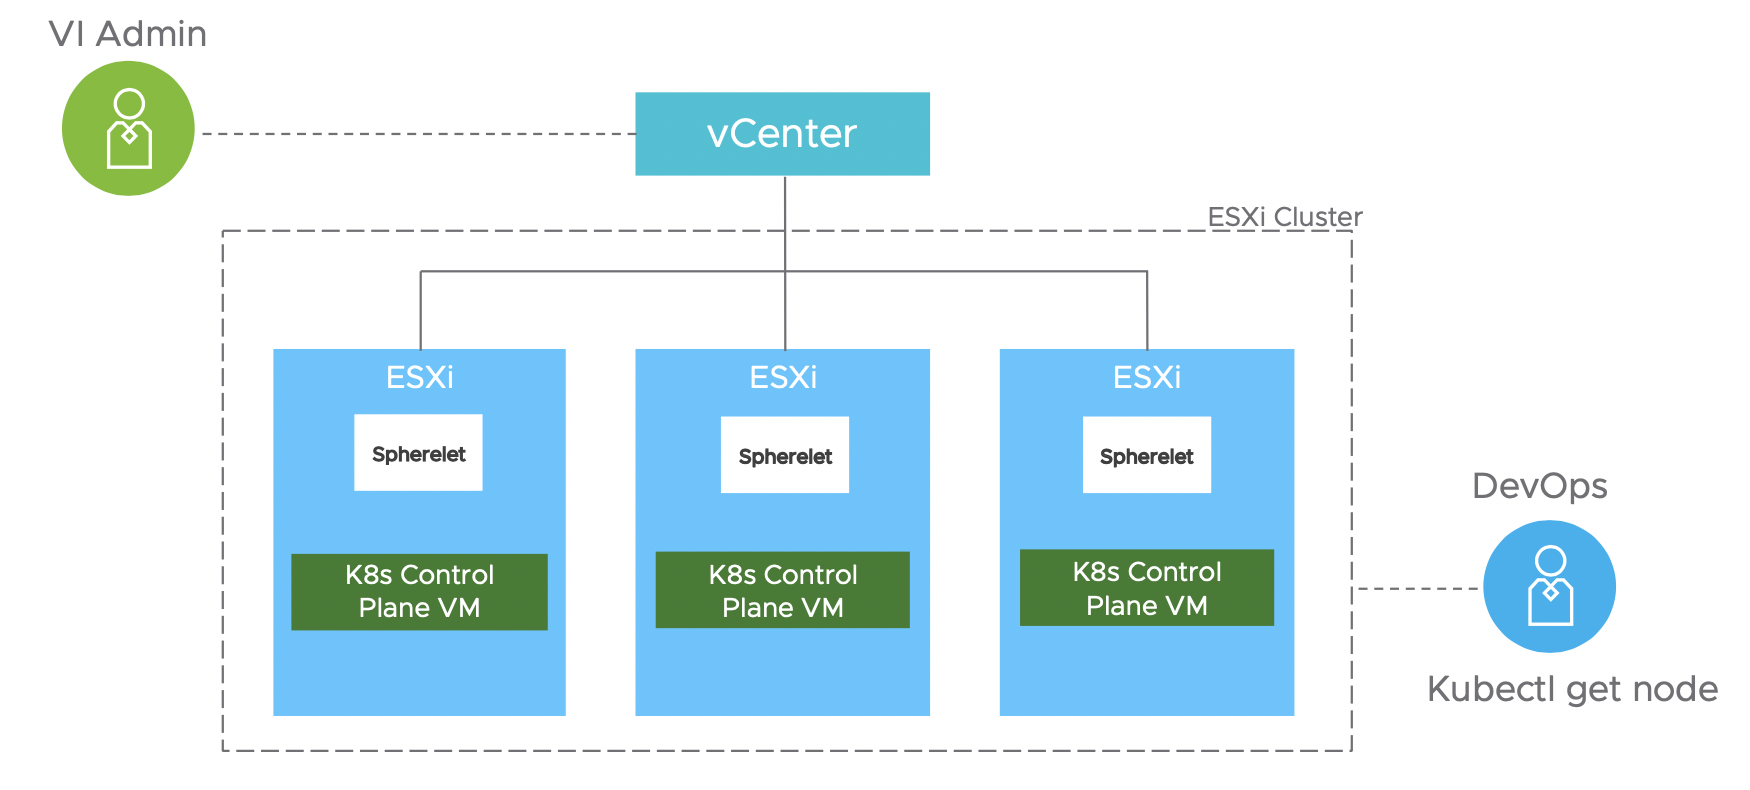 VI Admin
vCenter
ESXi Cluster
ESXi
ESXi
ESXi
Spherelet
Spherelet
Spherelet
K8s Control
Plane VM
K8s Control
Plane VM
K8s Control
Plane VM
DevOps
Kubectl get node